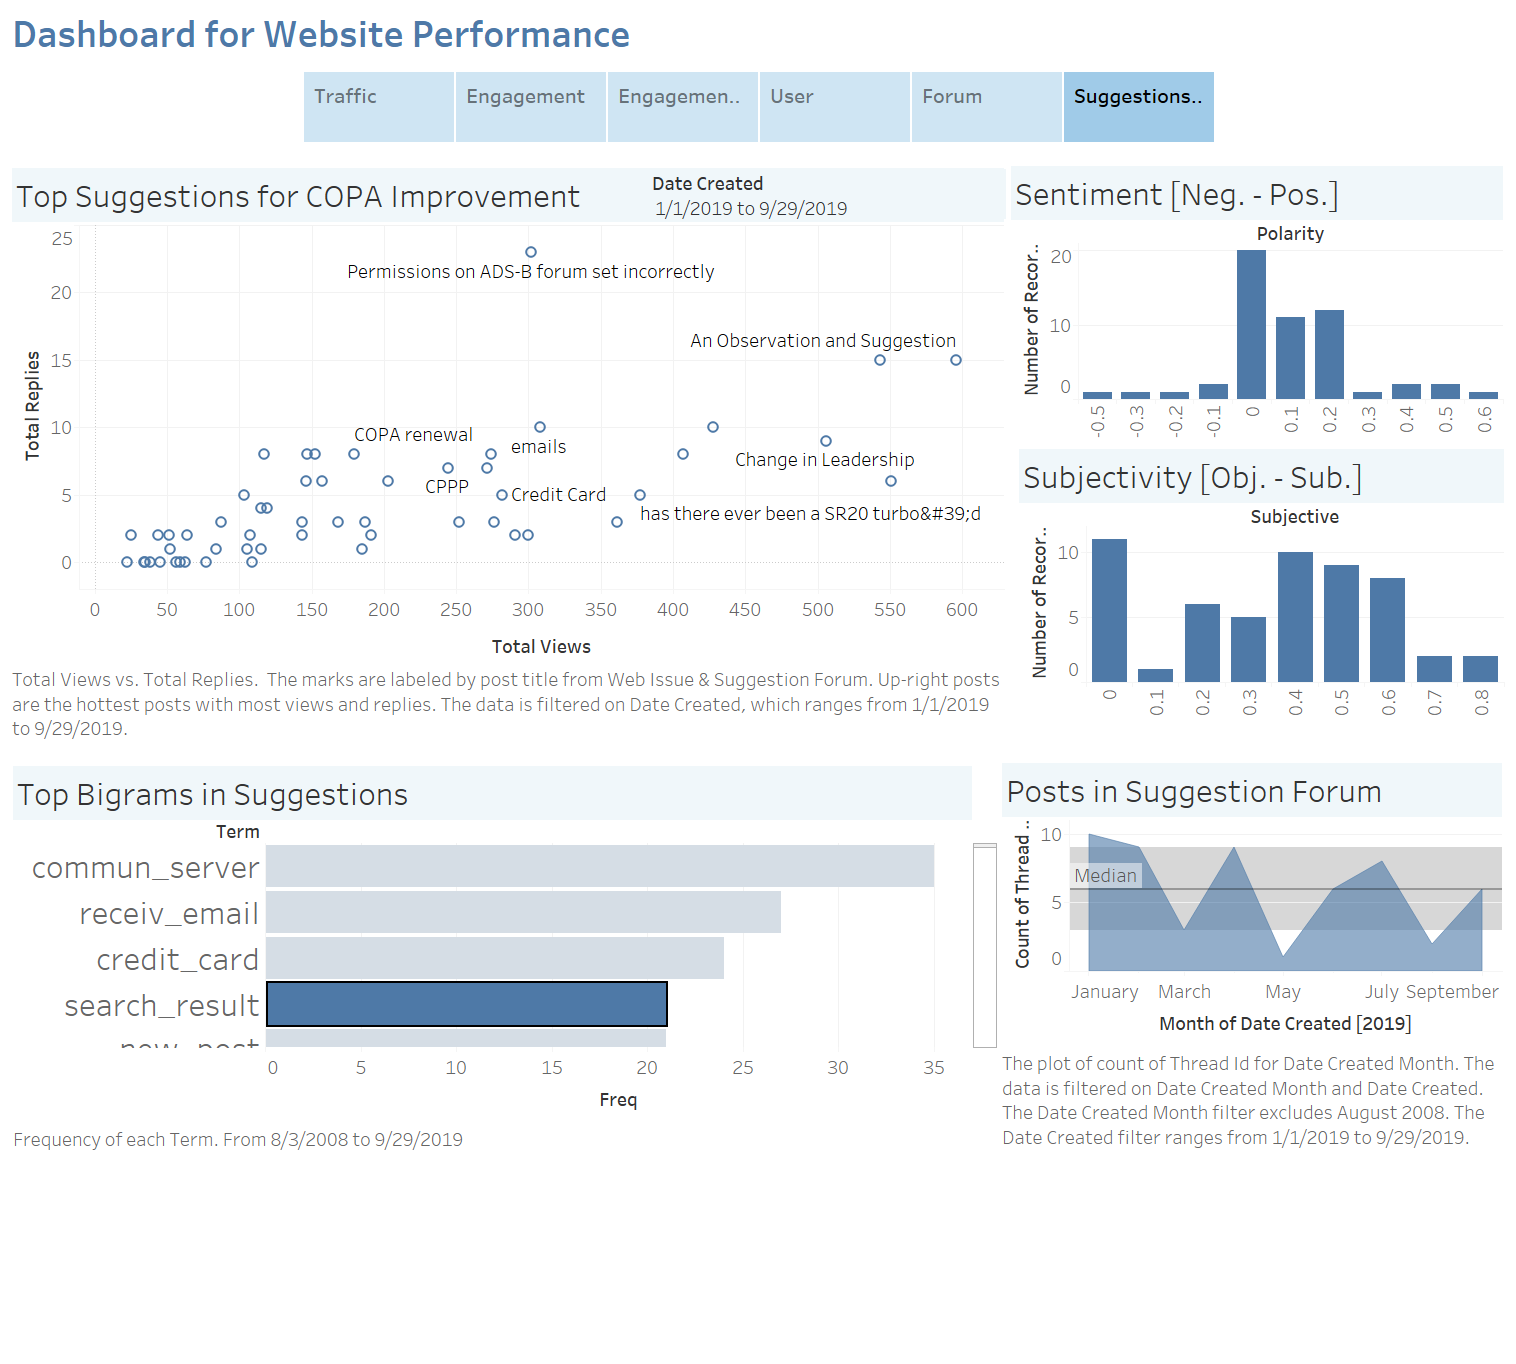 Dashboard for Website Performance
Traffic
Engagement
Engagemen..
User
Forum
Suggestions..
Top Suggestions for COPA Improvement
Date Created
1/1/2019 to 9/29/2019
Total Replies
25
20
15
10
5
0
Permissions on ADS-B forum set incorrectly
An Observation and Suggestion
COPA renewal
emails
Change in Leadership
CPPP
Credit Card
has there ever been a SR20 turbo&#39;d
0 50 100 150 200 250 300 350 400 450 500 550 600
Total Views
Total Views vs. Total Replies.  The marks are labeled by post title from Web Issue & Suggestion Forum. Up-right posts
are the hottest posts with most views and replies. The data is filtered on Date Created, which ranges from 1/1/2019
to 9/29/2019.
Sentiment [Neg. - Pos.]
Polarity
Number of Recor..
20
10
0
-0.5 -0.3 -0.2 -0.1 0 0.1 0.2 0.3 0.4 0.5 0.6
Subjectivity [Obj. - Sub.]
Subjective
Number of Recor..
10
5
0
0 0.1 0.2 0.3 0.4 0.5 0.6 0.7 0.8
Top Bigrams in Suggestions
Term
commun_server
receiv_email
credit_card
search_result
new_post
0 5 10 15 20 25 30 35
Freq
Frequency of each Term. From 8/3/2008 to 9/29/2019
Posts in Suggestion Forum
Count of Thread ..
10
5
0
Median
January March May July September
Month of Date Created [2019]
The plot of count of Thread Id for Date Created Month. The
data is filtered on Date Created Month and Date Created.
The Date Created Month filter excludes August 2008. The
Date Created filter ranges from 1/1/2019 to 9/29/2019.